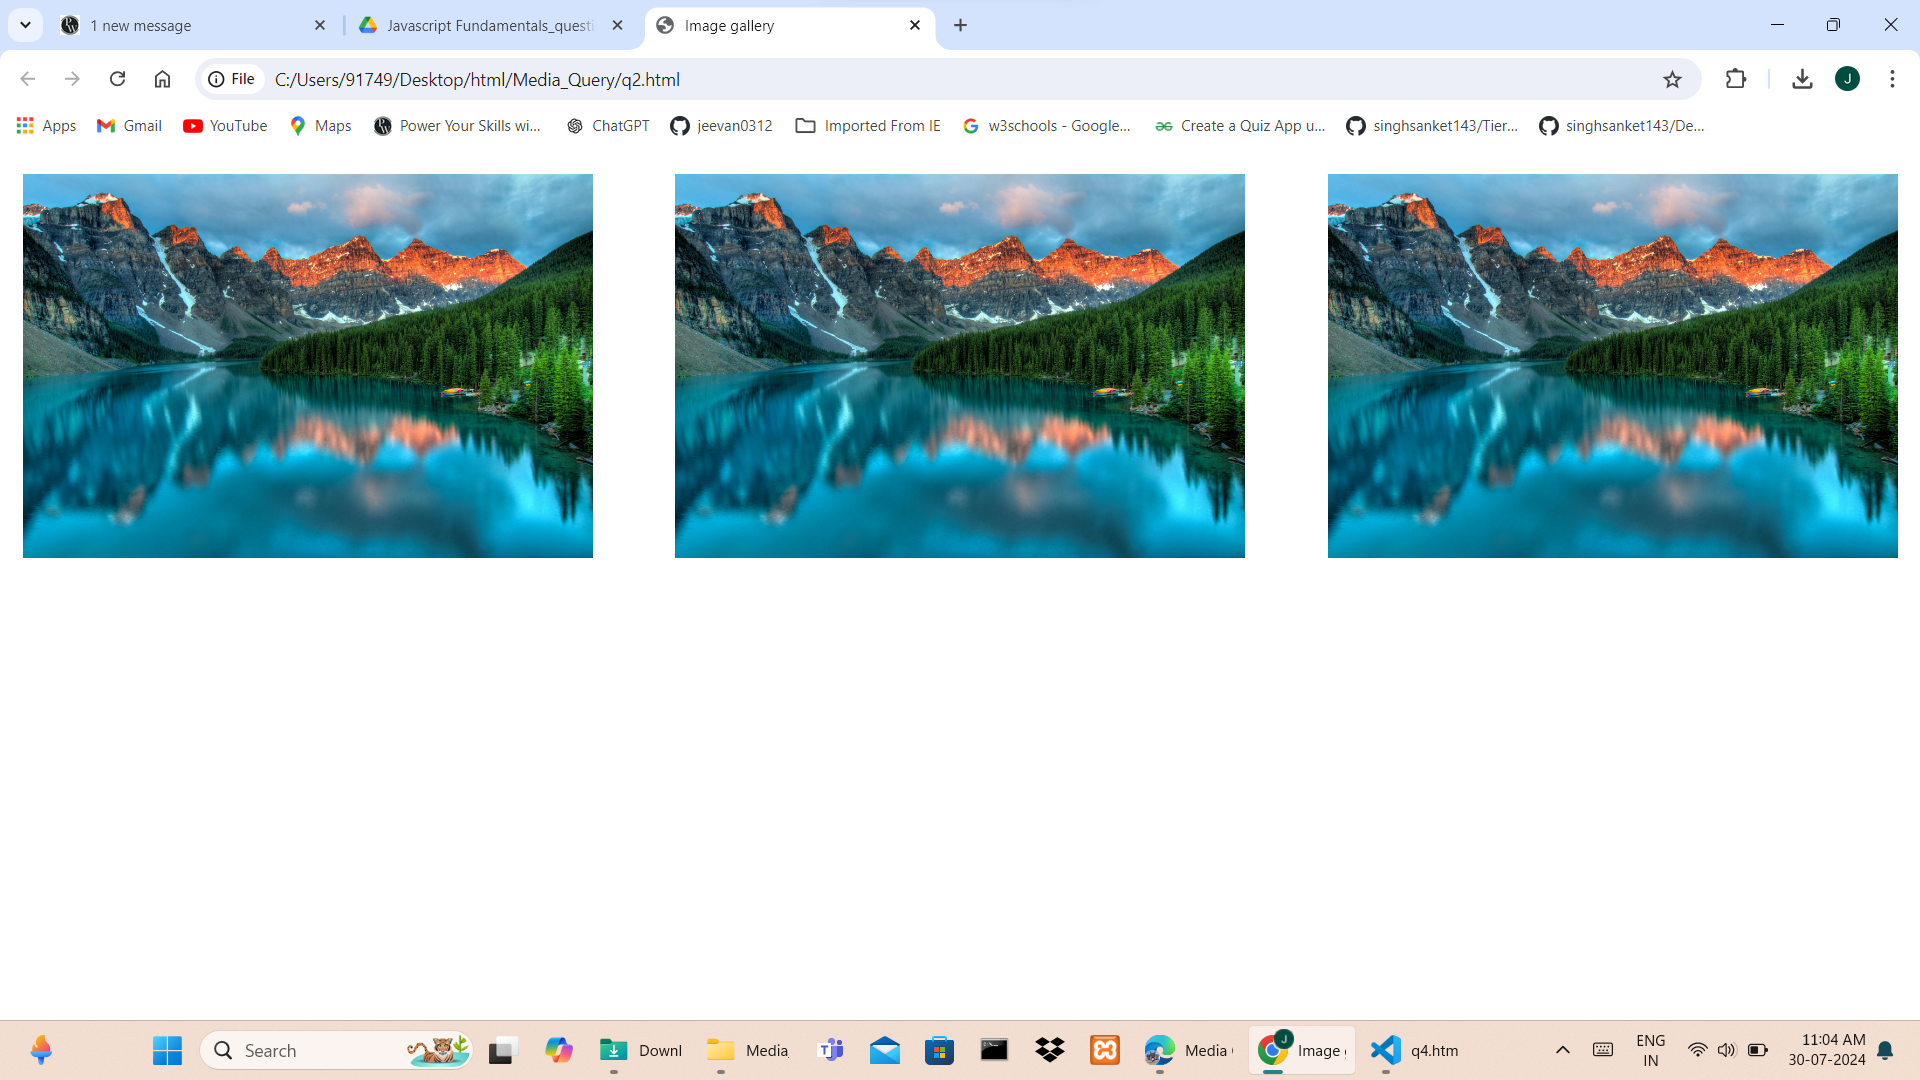 1 new message
Javascript Fundamentals_questi
Image gallery
File
C:/Users/91749/Desktop/html/Media_Query/q2.html
J
Apps
Gmail
YouTube
Maps
Power Your Skills wi...
ChatGPT
jeevan0312
Imported From IE
w3schools - Google...
Create a Quiz App u...
singhsanket143/Tier...
singhsanket143/De...
Search
Downl
Media
Media
J
Image
q4.htm
ENG
IN
11:04 AM
30-07-2024